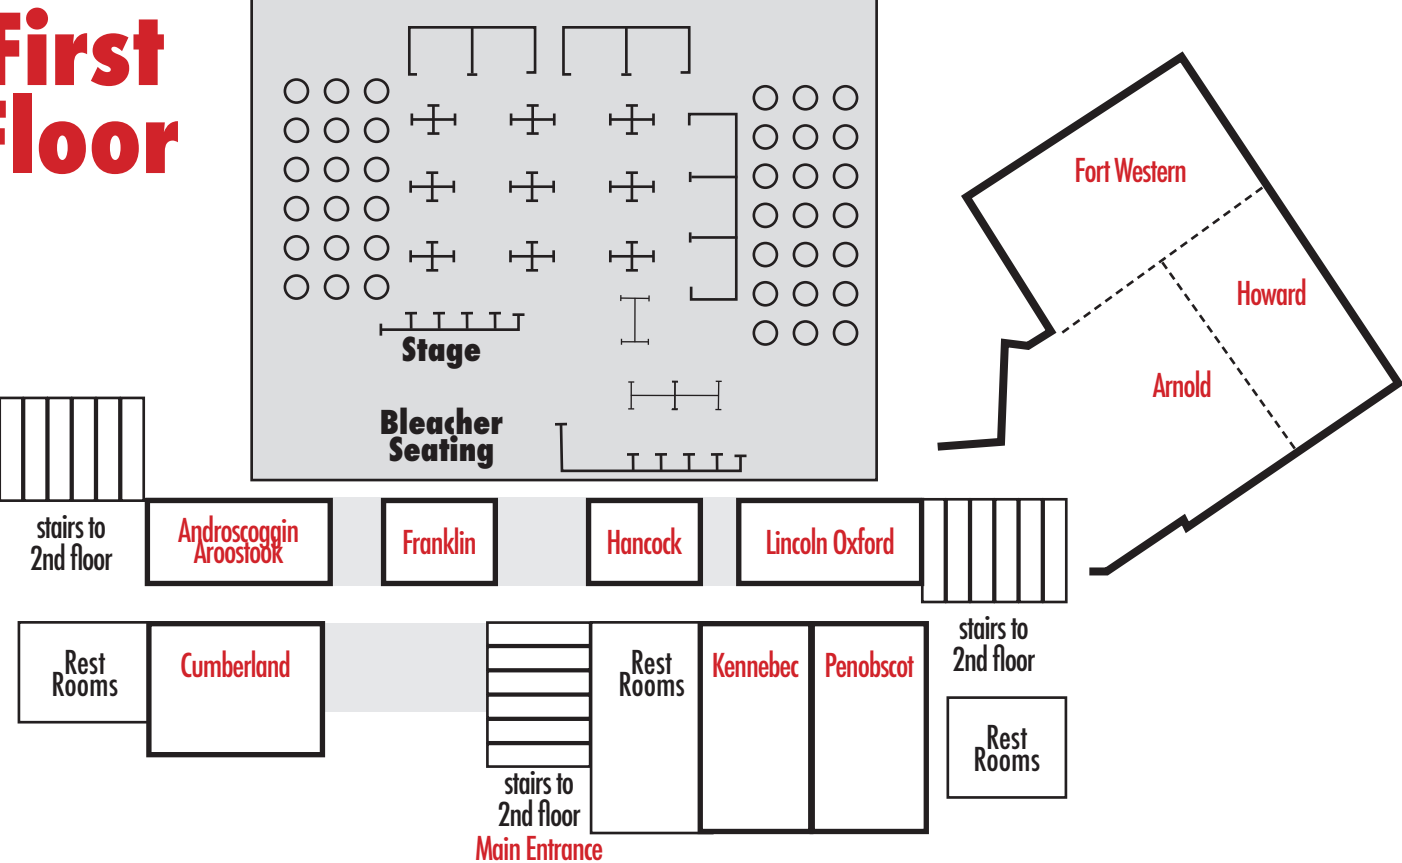 First
Floor
Fort Western
Howard
Arnold
Stage
Bleacher
Seating
stairs to
2nd floor
Androscoggin
Aroostook
Franklin
Hancock
Lincoln Oxford
stairs to
2nd floor
Rest
Rooms
Cumberland
Rest
Rooms
Kennebec
Penobscot
Rest
Rooms
stairs to
2nd floor
Main Entrance